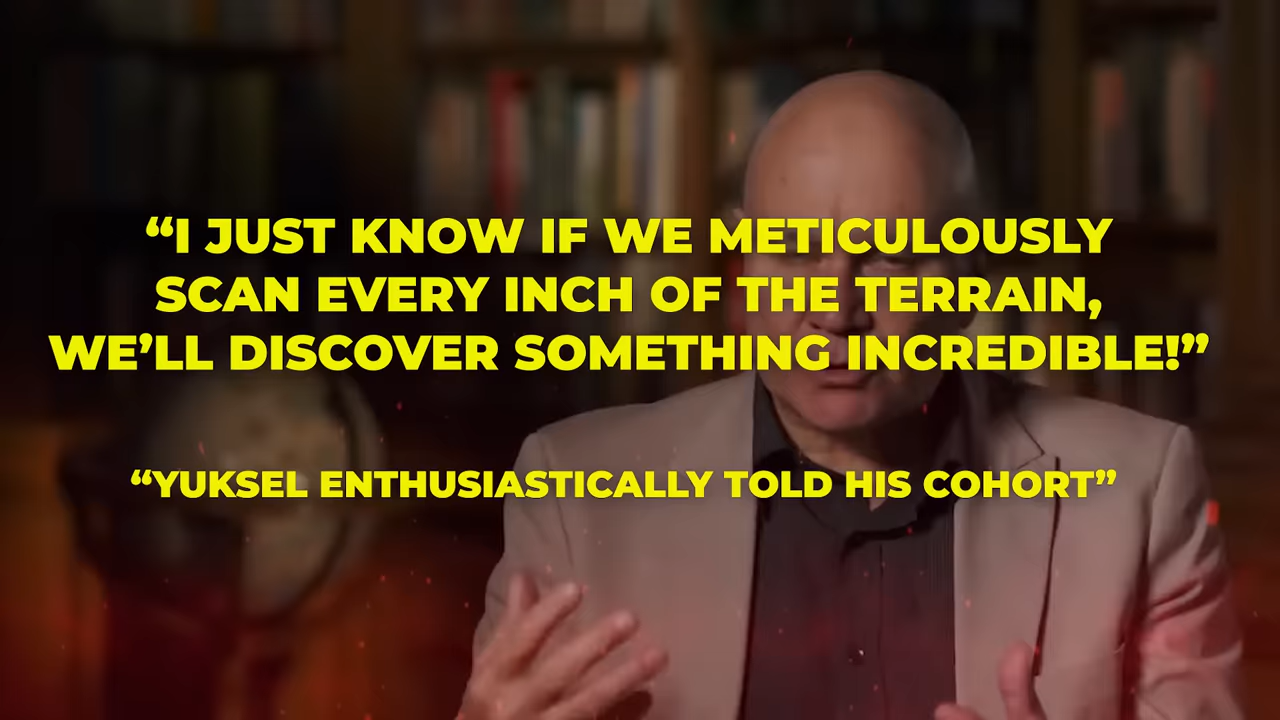 “I JUST KNOW IF WE METICULOUSLY
SCAN EVERY INCH OF THE TERRAIN,
WE’LL DISCOVER SOMETHING INCREDIBLE!”
“YUKSEL ENTHUSIASTICALLY TOLD HIS COHORT”